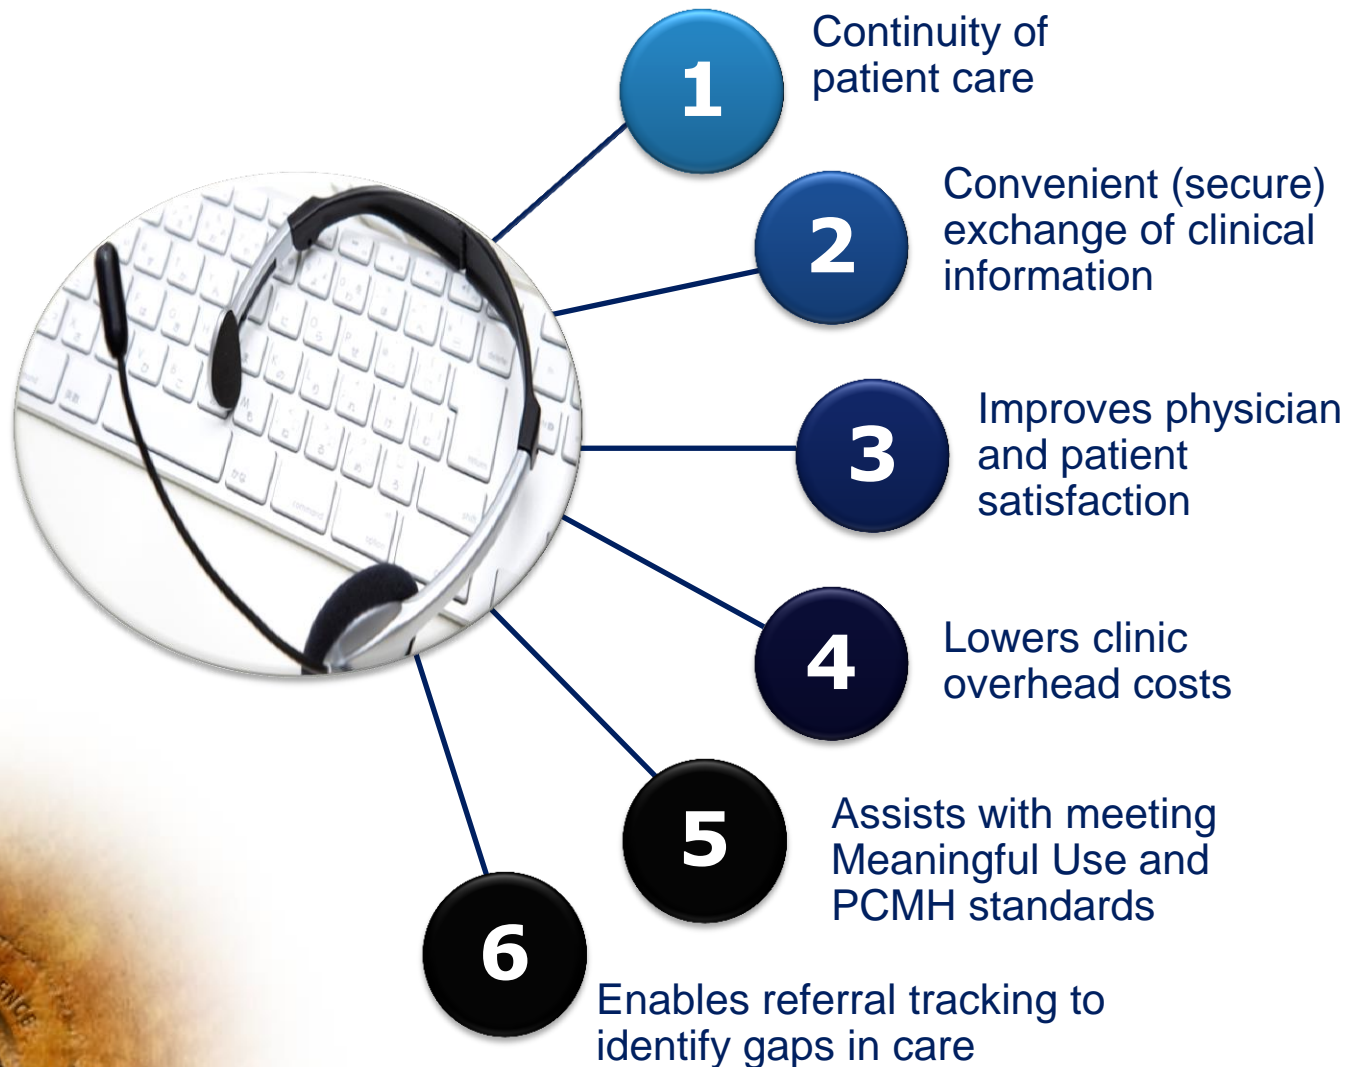 1
Continuity of
patient care
2
Convenient (secure)
exchange of clinical
information
3
Improves physician
and patient
satisfaction
4
Lowers clinic
overhead costs
5
Assists with meeting
Meaningful Use and
PCMH standards
6
Enables referral tracking to
identify gaps in care